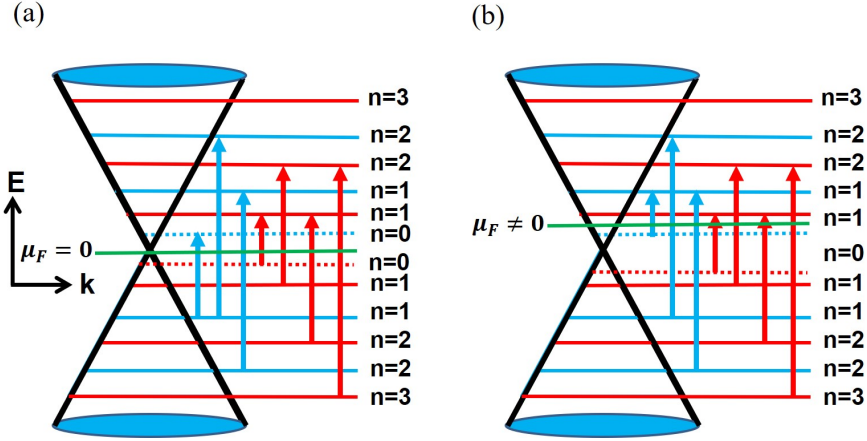 (a)
n=3
n=2
n=2
n=1
n=1
n=0
n=0
n=1
n=1
n=2
n=2
n=3
E
k
μF = 0
(b)
n=3
n=2
n=2
n=1
n=1
n=0
n=1
n=1
n=2
n=2
n=3
μF ≠ 0